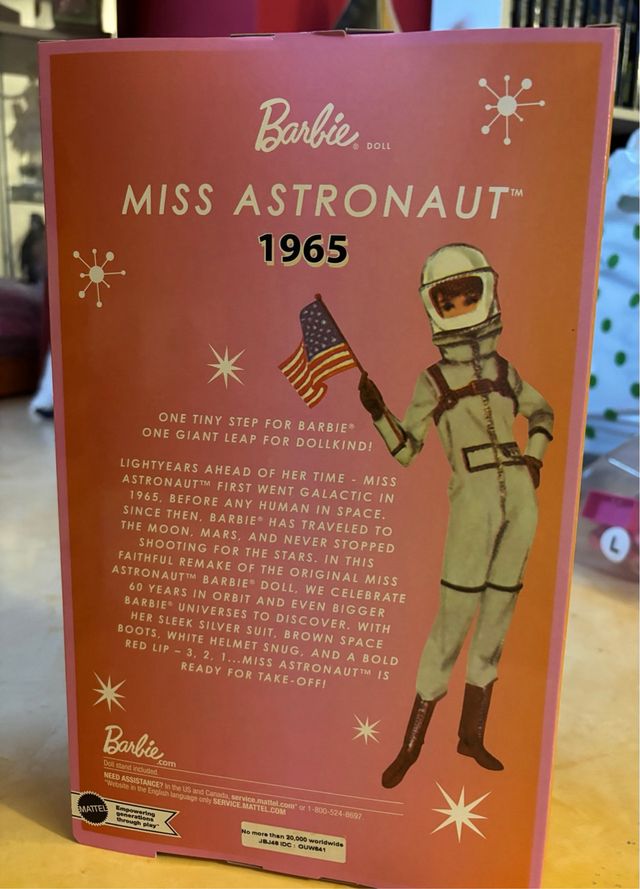 Barbie® DOLL
MISS ASTRONAUT™
1965
ONE TINY STEP FOR BARBIE®
ONE GIANT LEAP FOR DOLLKIND!
LIGHTYEARS AHEAD OF HER TIME - MISS
ASTRONAUT™ FIRST WENT GALACTIC IN
1965, BEFORE ANY HUMAN IN SPACE.
SINCE THEN, BARBIE® HAS TRAVELED TO
THE MOON, MARS, AND NEVER STOPPED
SHOOTING FOR THE STARS. IN THIS
FAITHFUL REMAKE OF THE ORIGINAL MISS
ASTRONAUT™ BARBIE® DOLL, WE CELEBRATE
60 YEARS IN ORBIT AND EVEN BIGGER
BARBIE® UNIVERSES TO DISCOVER. WITH
HER SLEEK SILVER SUIT, BROWN SPACE
BOOTS, WHITE HELMET SNUG, AND A BOLD
RED LIP – 3, 2, 1...MISS ASTRONAUT™ IS
READY FOR TAKE-OFF!
Barbie.com
Doll stand included.
NEED ASSISTANCE? In the US and Canada, service.mattel.com* or 1-800-524-8697.
*Website in the English language only SERVICE.MATTEL.COM
MATTEL
Empowering
generations
through play™
No more than 20,000 worldwide
L